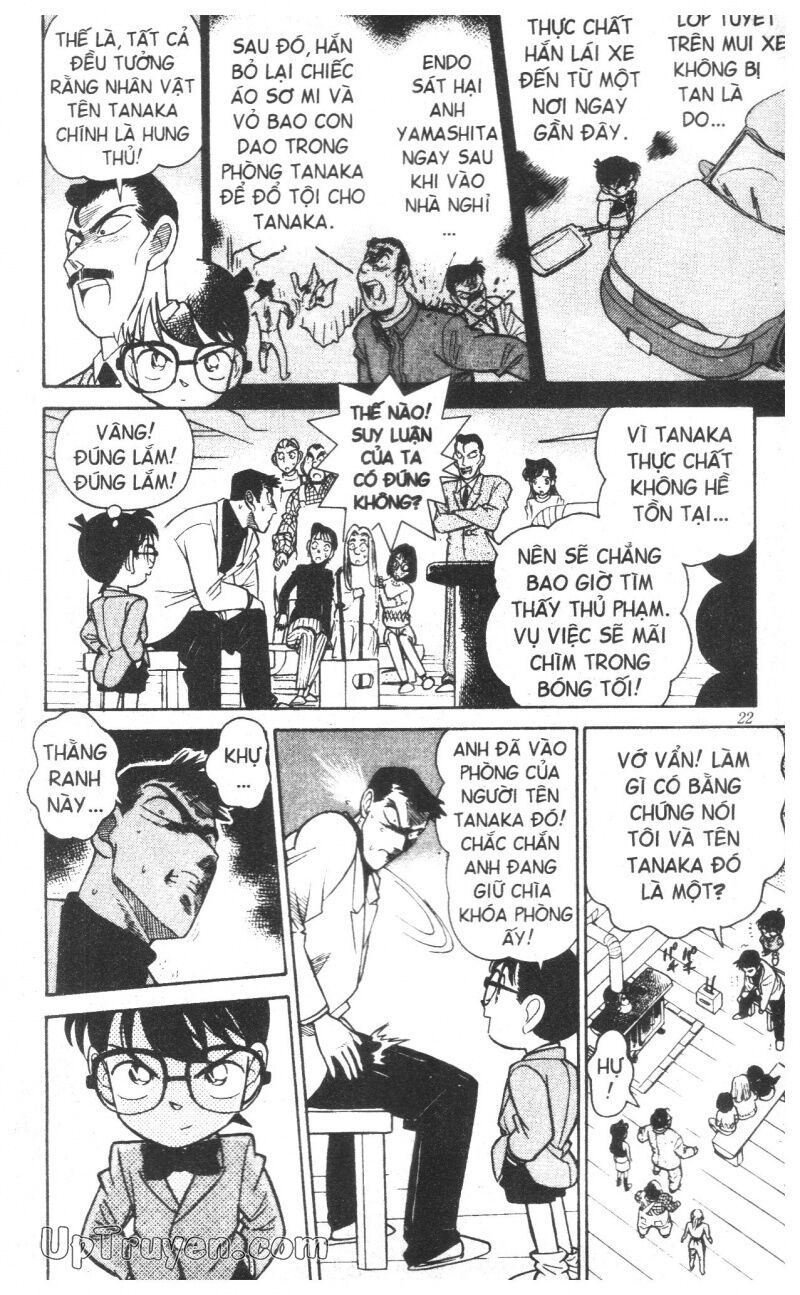 LỚP TUYẾT
TRÊN MUI XE
KHÔNG BỊ
TAN LÀ
DO...
THỰC CHẤT
HẮN LÁI XE
ĐẾN TỪ MỘT
NƠI NGAY
GẦN ĐÂY.
ENDO
SÁT HẠI
ANH
YAMASHITA
NGAY SAU
KHI VÀO
NHÀ NGHỈ
...
SAU ĐÓ, HẮN
BỎ LẠI CHIẾC
ÁO SƠ MI VÀ
VỎ BAO CON
DAO TRONG
PHÒNG TANAKA
ĐỂ ĐỔ TỘI CHO
TANAKA.
THẾ LÀ, TẤT CẢ
ĐỀU TƯỞNG
RẰNG NHÂN VẬT
TÊN TANAKA
CHÍNH LÀ HUNG
THỦ!
VÌ TANAKA
THỰC CHẤT
KHÔNG HỀ
TỒN TẠI...
NÊN SẼ CHẲNG
BAO GIỜ TÌM
THẤY THỦ PHẠM.
VỤ VIỆC SẼ MÃI
CHÌM TRONG
BÓNG TỐI!
THẾ NÀO!
SUY LUẬN
CỦA TA
CÓ ĐÚNG
KHÔNG?
VÂNG!
ĐÚNG LẮM!
ĐÚNG LẮM!
22
VỚ VẨN! LÀM
GÌ CÓ BẰNG
CHỨNG NÓI
TÔI VÀ TÊN
TANAKA ĐÓ
LÀ MỘT?
HỰ
!
ANH ĐÃ VÀO
PHÒNG CỦA
NGƯỜI TÊN
TANAKA ĐÓ!
CHẮC CHẮN
ANH ĐANG
GIỮ CHÌA
KHÓA PHÒNG
ẤY!
KHỰ
...
THẰNG
RANH
NÀY...
UpTruyen.com